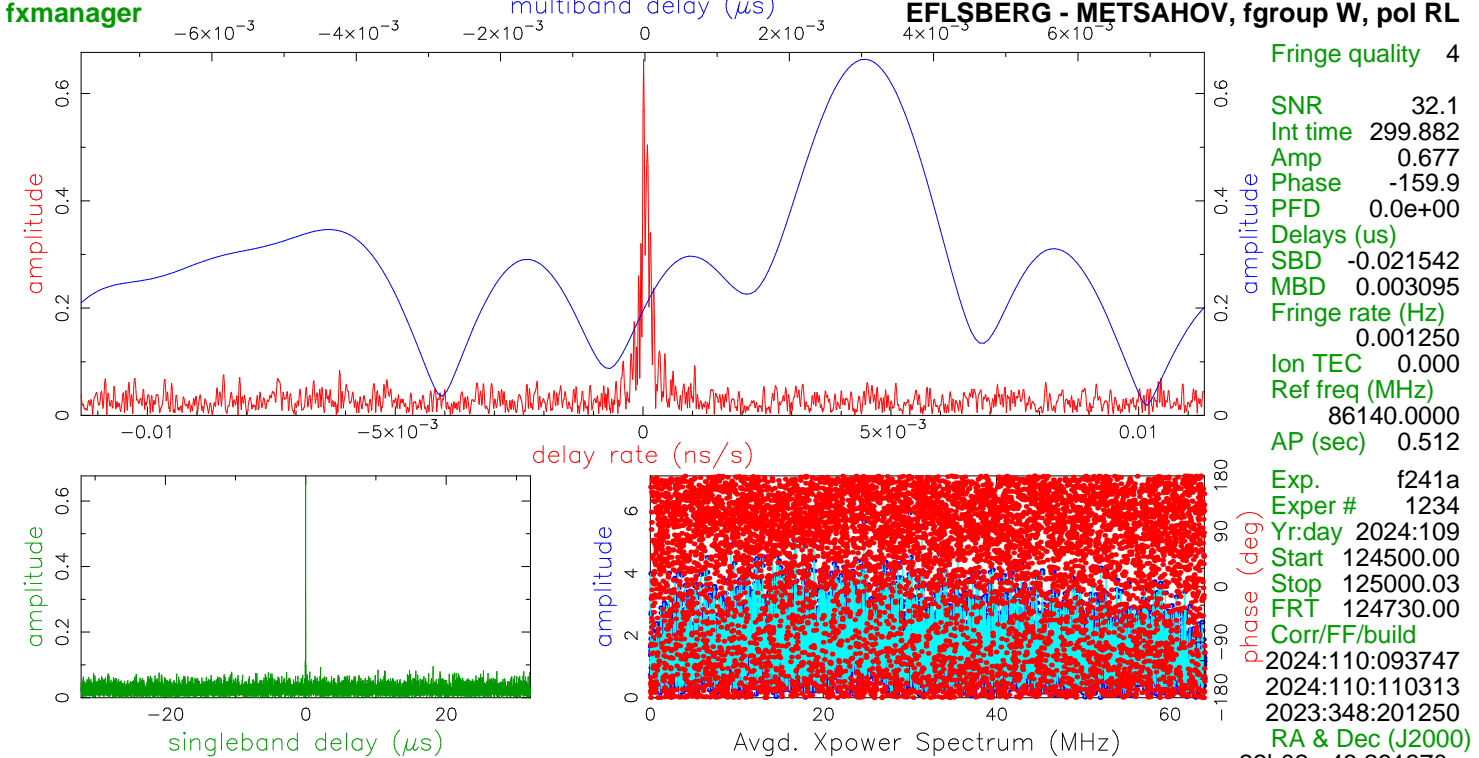 fxmanager
multiband delay (μs)
EFLSBERG - METSAHOV, fgroup W, pol RL
−6×10⁻³ −4×10⁻³ −2×10⁻³ 0 2×10⁻³ 4×10⁻³ 6×10⁻³
amplitude
0 0.2 0.4 0.6
amplitude
0 0.2 0.4 0.6
−0.01 −5×10⁻³ 0 5×10⁻³ 0.01
delay rate (ns/s)
Fringe quality 4
SNR 32.1
Int time 299.882
Amp 0.677
Phase -159.9
PFD 0.0e+00
Delays (us)
SBD -0.021542
MBD 0.003095
Fringe rate (Hz)
0.001250
Ion TEC 0.000
Ref freq (MHz)
86140.0000
AP (sec) 0.512
Exp. f241a
Exper # 1234
Yr:day 2024:109
Start 124500.00
Stop 125000.03
FRT 124730.00
Corr/FF/build
2024:110:093747
2024:110:110313
2023:348:201250
RA & Dec (J2000)
amplitude
0 0.2 0.4 0.6
−20 0 20
singleband delay (μs)
amplitude
0 2 4 6
0 20 40 60
Avgd. Xpower Spectrum (MHz)
−180 −90 0 90 180
phase (deg)